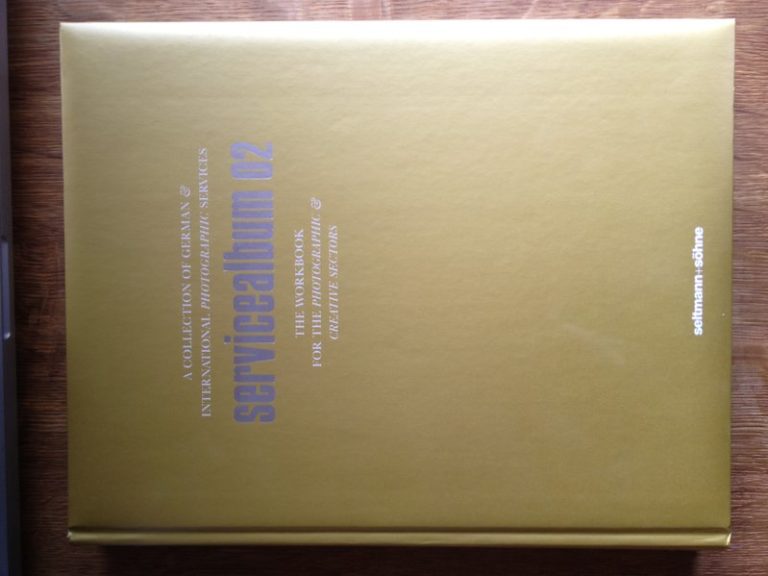 A COLLECTION OF GERMAN &
INTERNATIONAL PHOTOGRAPHIC SERVICES
servicealbum 02
THE WORKBOOK
FOR THE PHOTOGRAPHIC &
CREATIVE SECTORS
seltmann+söhne